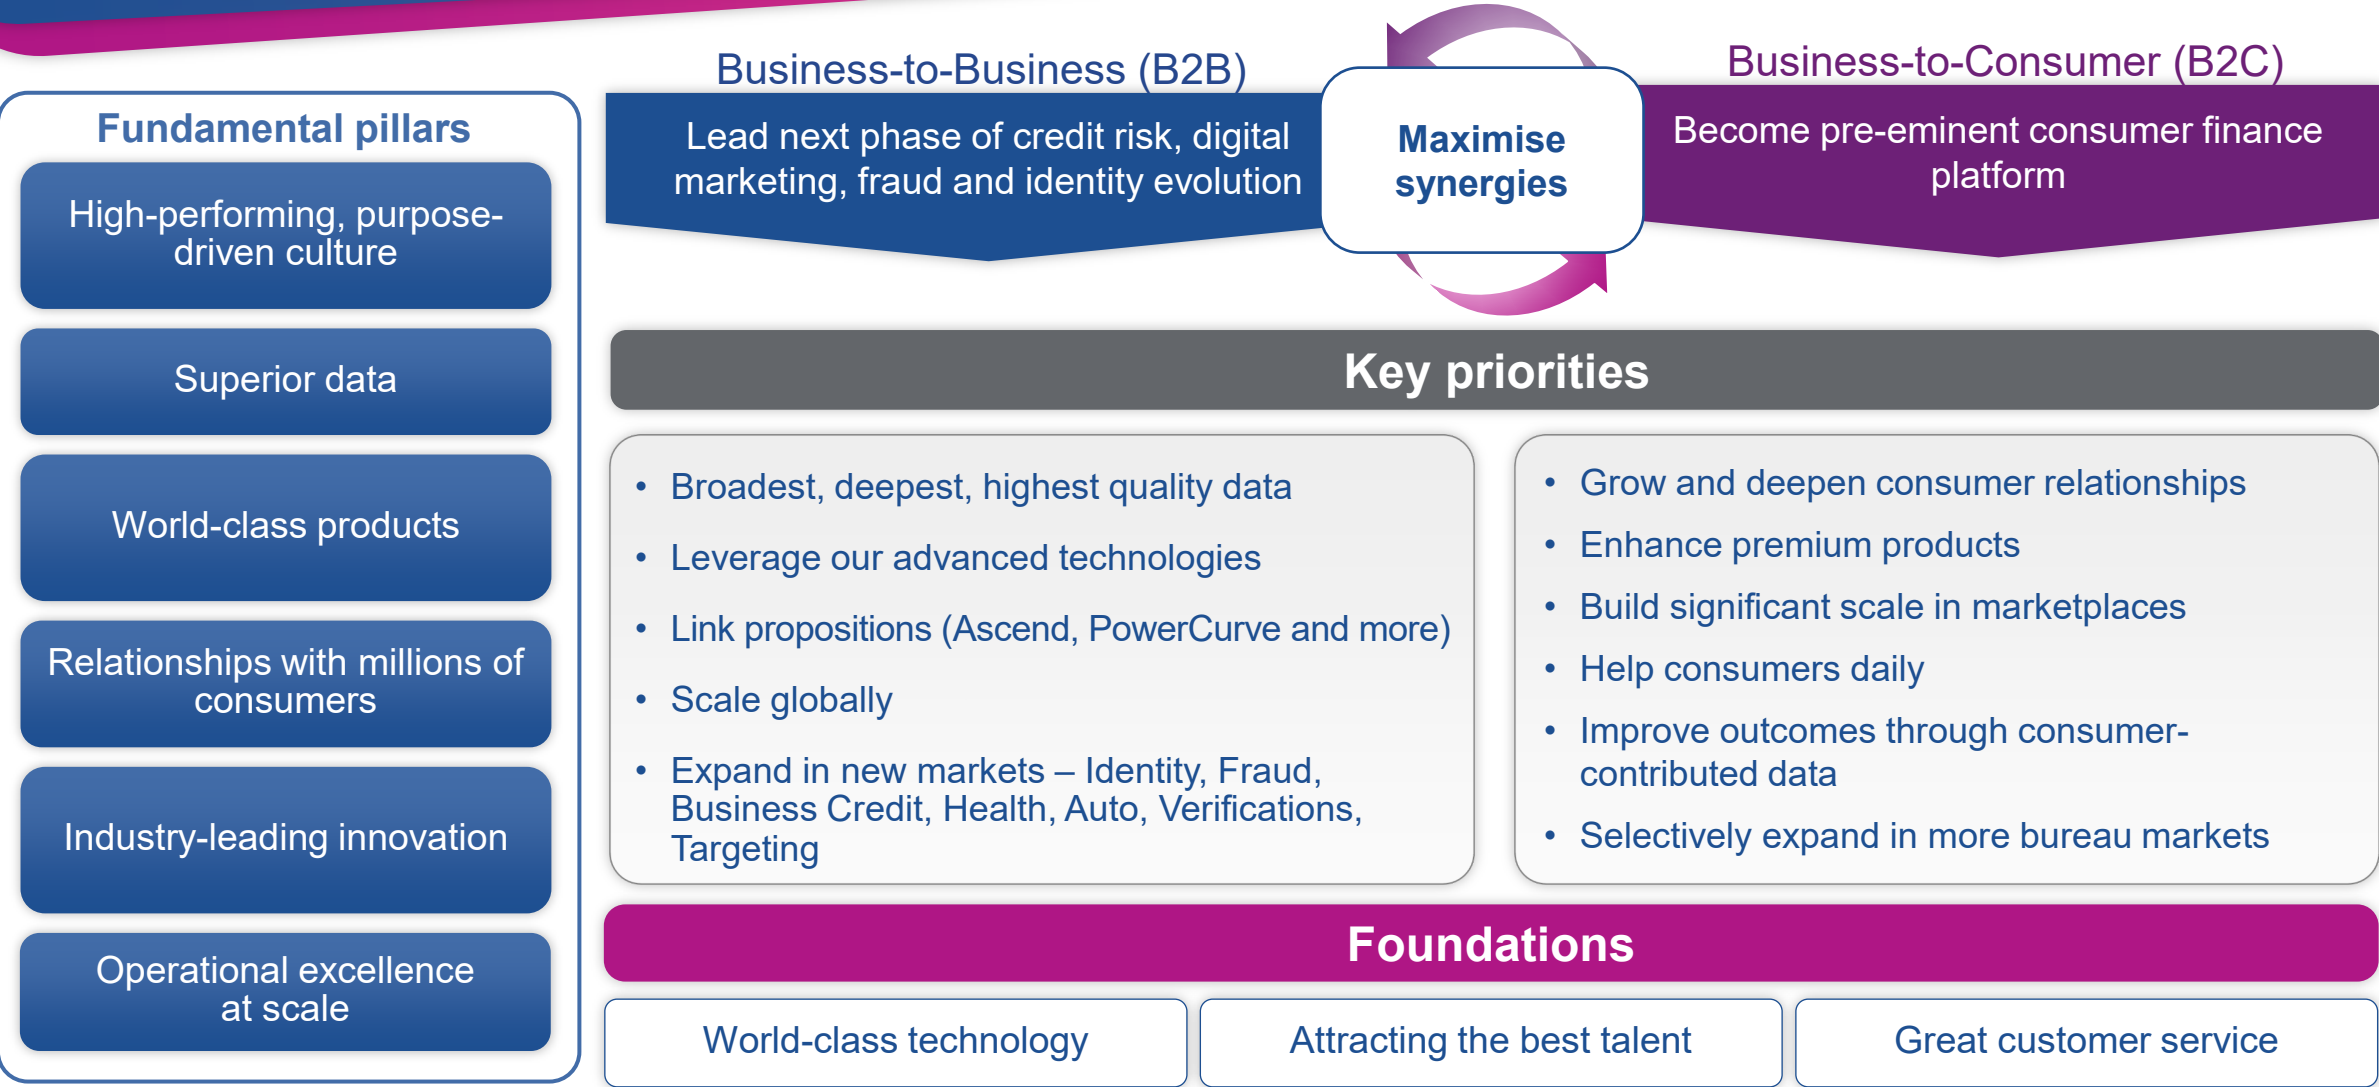 Fundamental pillars
High-performing, purpose-
driven culture
Superior data
World-class products
Relationships with millions of
consumers
Industry-leading innovation
Operational excellence
at scale
Business-to-Business (B2B)
Lead next phase of credit risk, digital
marketing, fraud and identity evolution
Maximise
synergies
Business-to-Consumer (B2C)
Become pre-eminent consumer finance
platform
Key priorities
• Broadest, deepest, highest quality data
• Leverage our advanced technologies
• Link propositions (Ascend, PowerCurve and more)
• Scale globally
• Expand in new markets – Identity, Fraud,
Business Credit, Health, Auto, Verifications,
Targeting
• Grow and deepen consumer relationships
• Enhance premium products
• Build significant scale in marketplaces
• Help consumers daily
• Improve outcomes through consumer-
contributed data
• Selectively expand in more bureau markets
Foundations
World-class technology
Attracting the best talent
Great customer service